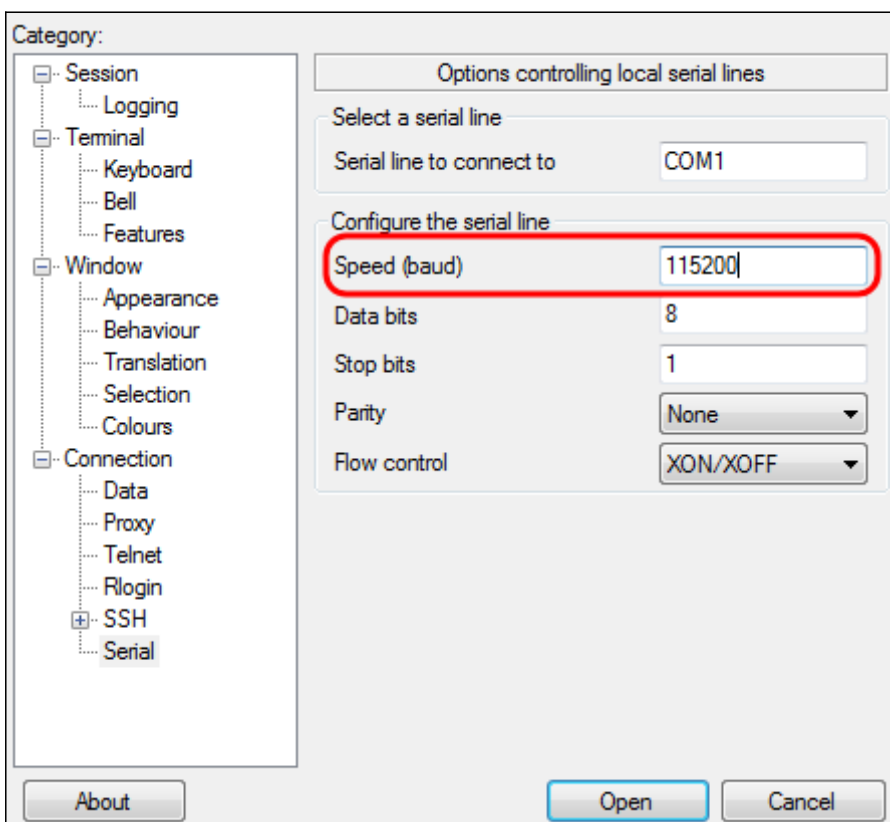 Category:
Session
Logging
Terminal
Keyboard
Bell
Features
Window
Appearance
Behaviour
Translation
Selection
Colours
Connection
Data
Proxy
Telnet
Rlogin
SSH
Serial
Options controlling local serial lines
Select a serial line
Serial line to connect to COM1
Configure the serial line
Speed (baud) 115200
Data bits 8
Stop bits 1
Parity None
Flow control XON/XOFF
About Open Cancel